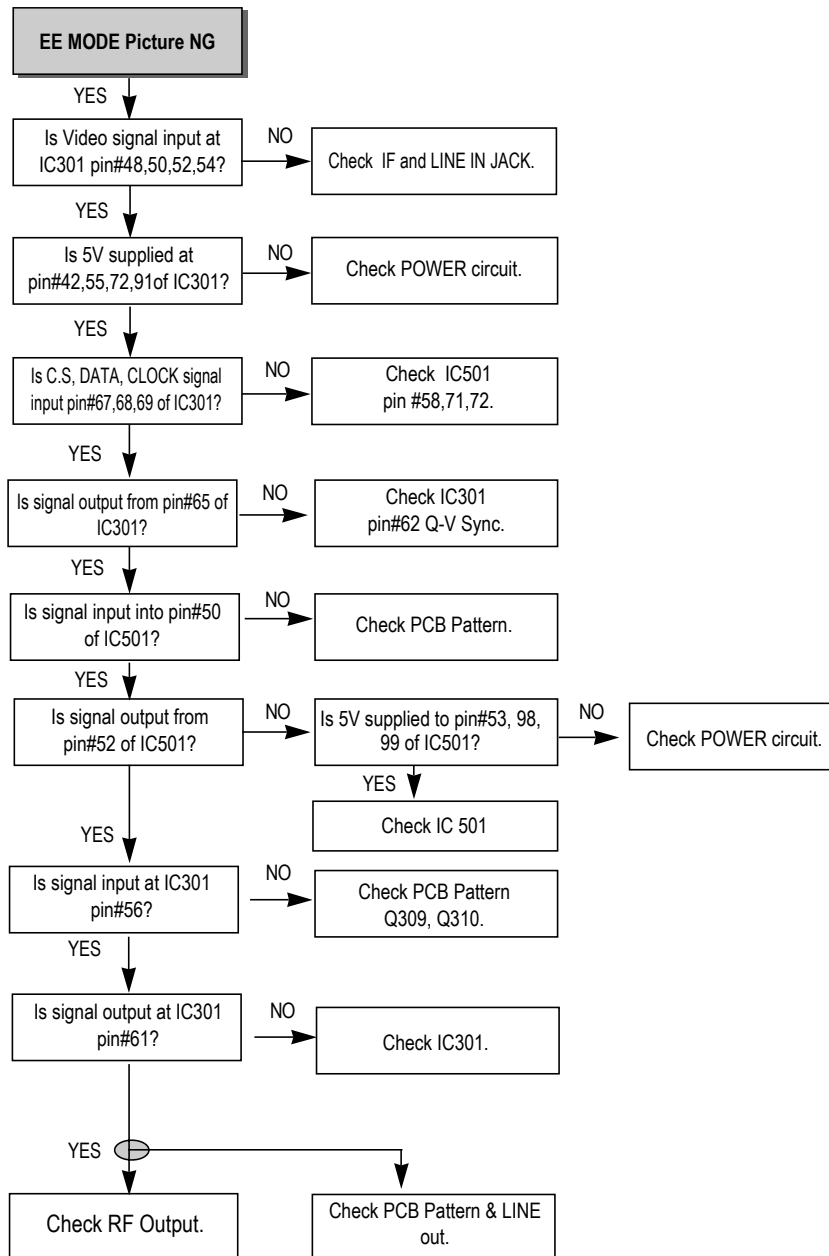 EE MODE Picture NG
YES
Is Video signal input at
IC301 pin#48,50,52,54?
NO
Check IF and LINE IN JACK.
YES
Is 5V supplied at
pin#42,55,72,91of IC301?
NO
Check POWER circuit.
YES
Is C.S, DATA, CLOCK signal
input pin#67,68,69 of IC301?
NO
Check IC501
pin #58,71,72.
YES
Is signal output from pin#65 of
IC301?
NO
Check IC301
pin#62 Q-V Sync.
YES
Is signal input into pin#50
of IC501?
NO
Check PCB Pattern.
YES
Is signal output from
pin#52 of IC501?
NO
Is 5V supplied to pin#53, 98,
99 of IC501?
NO
Check POWER circuit.
YES
Check IC 501
YES
Is signal input at IC301
pin#56?
NO
Check PCB Pattern
Q309, Q310.
YES
Is signal output at IC301
pin#61?
NO
Check IC301.
YES
Check RF Output.
Check PCB Pattern & LINE
out.